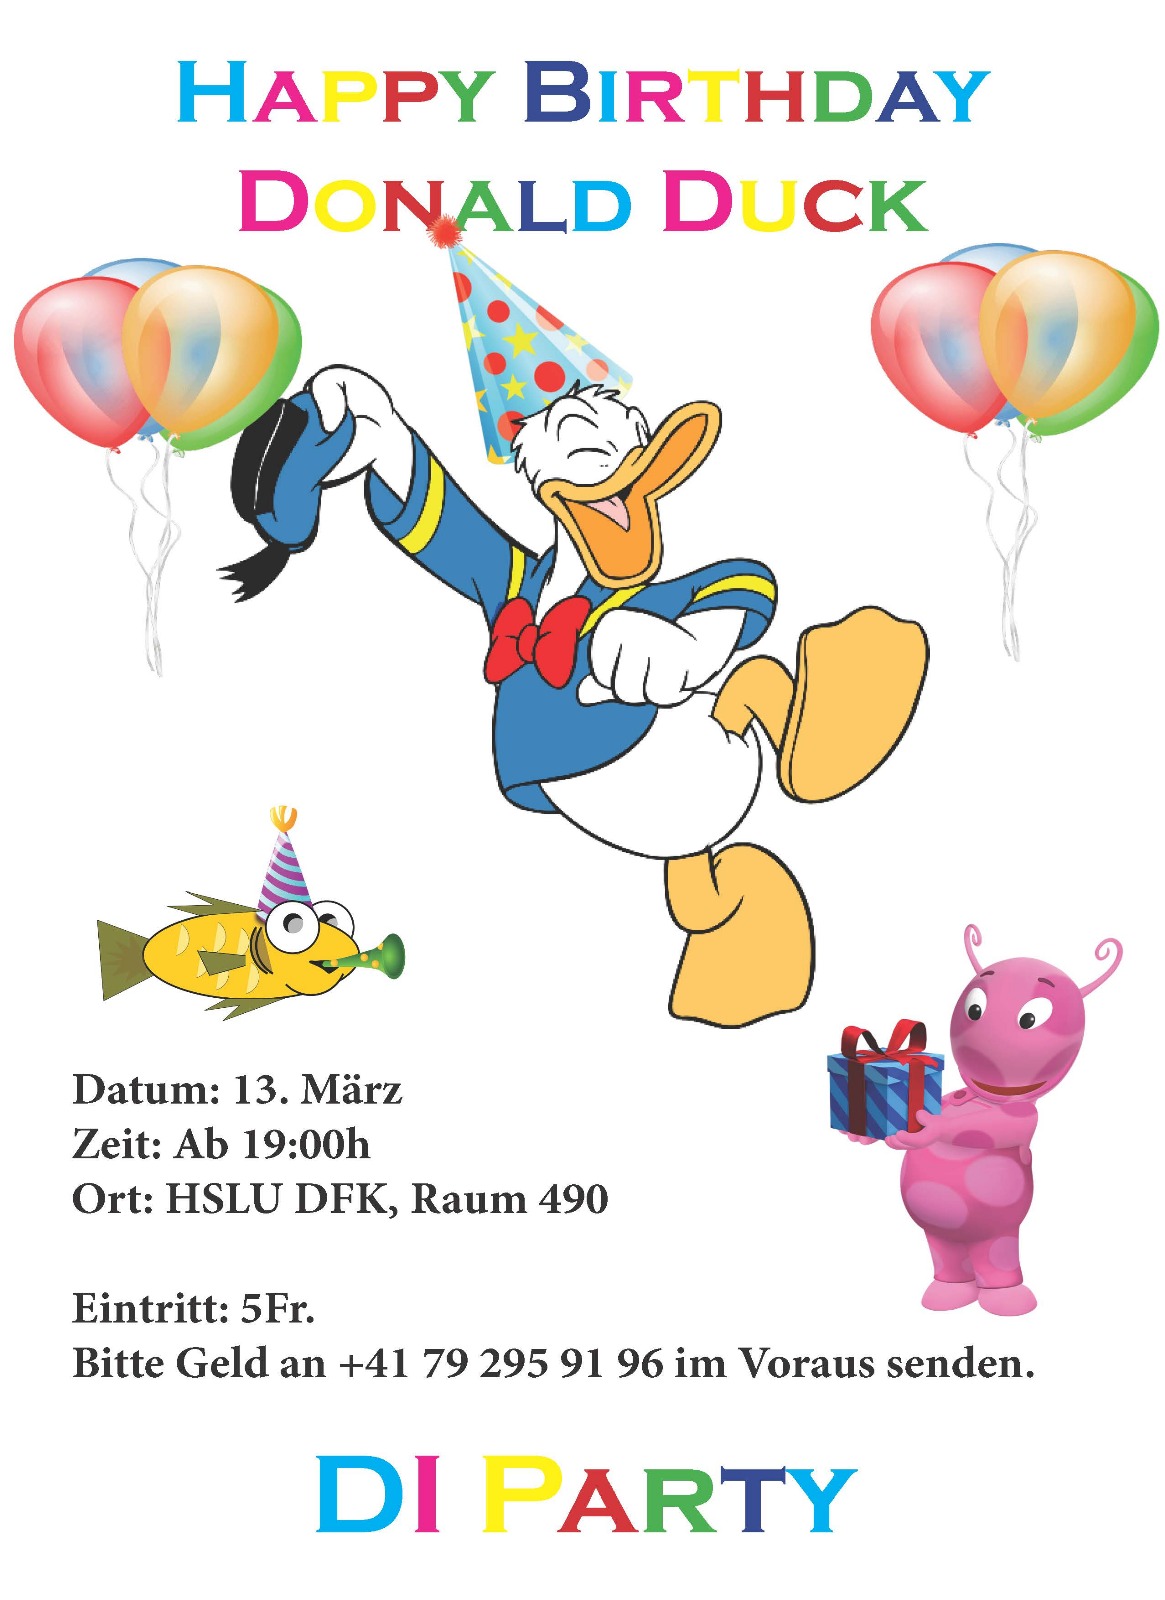 Happy Birthday
Donald Duck
Datum: 13. März
Zeit: Ab 19:00h
Ort: HSLU DFK, Raum 490
Eintritt: 5Fr.
Bitte Geld an +41 79 295 91 96 im Voraus senden.
DI Party